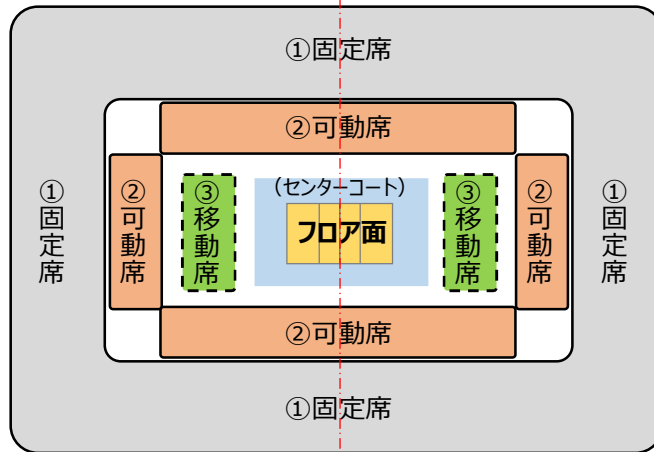 ①固定席
②可動席
①固定席
②可動席
③移動席
（センターコート）
フロア面
③移動席
②可動席
①固定席
②可動席
①固定席